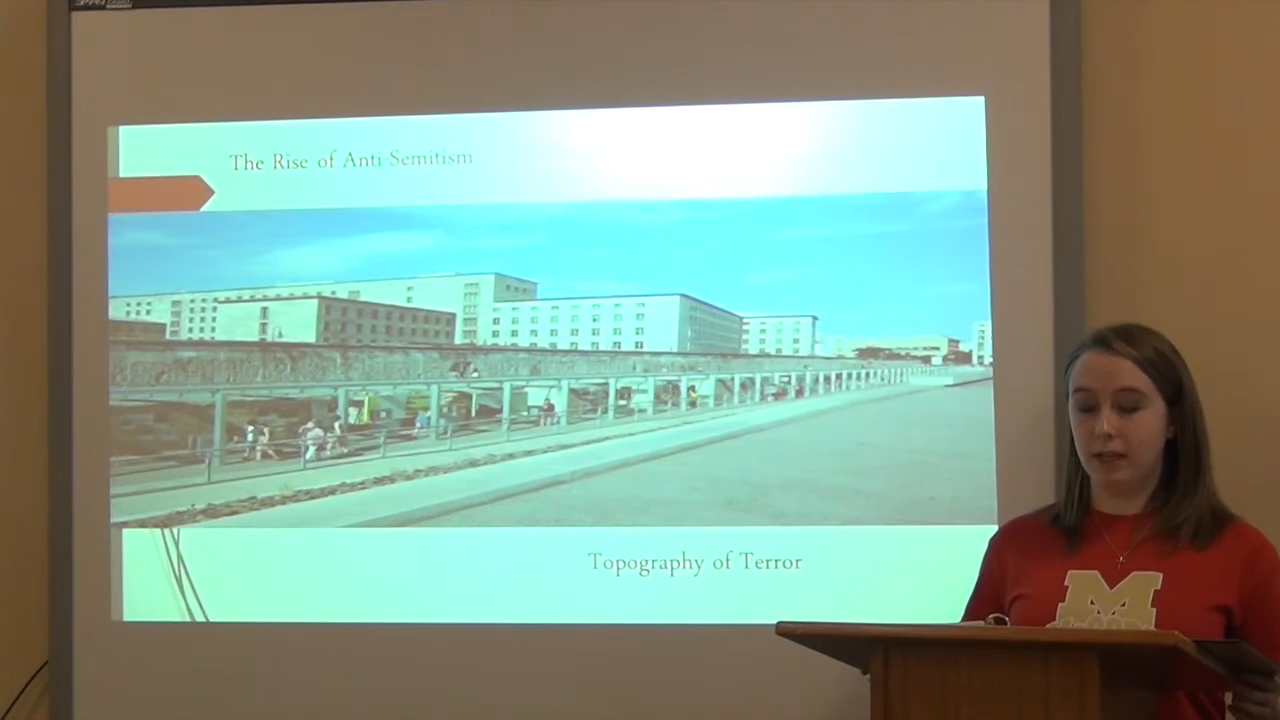 The Rise of Anti-Semitism
Topography of Terror
M